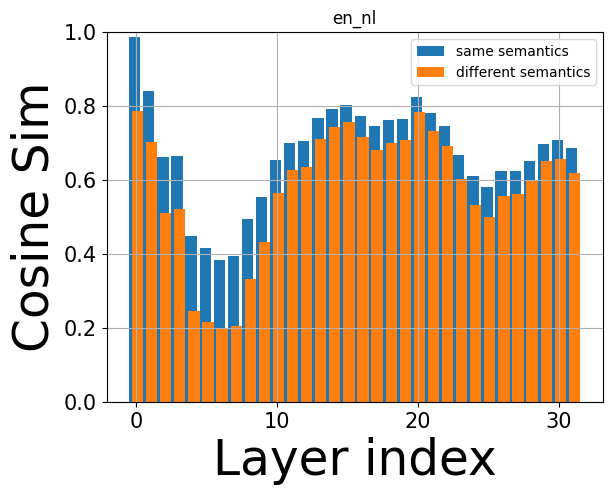 en_nl
same semantics
different semantics
Cosine Sim
1.0
0.8
0.6
0.4
0.2
0.0
0 10 20 30
Layer index